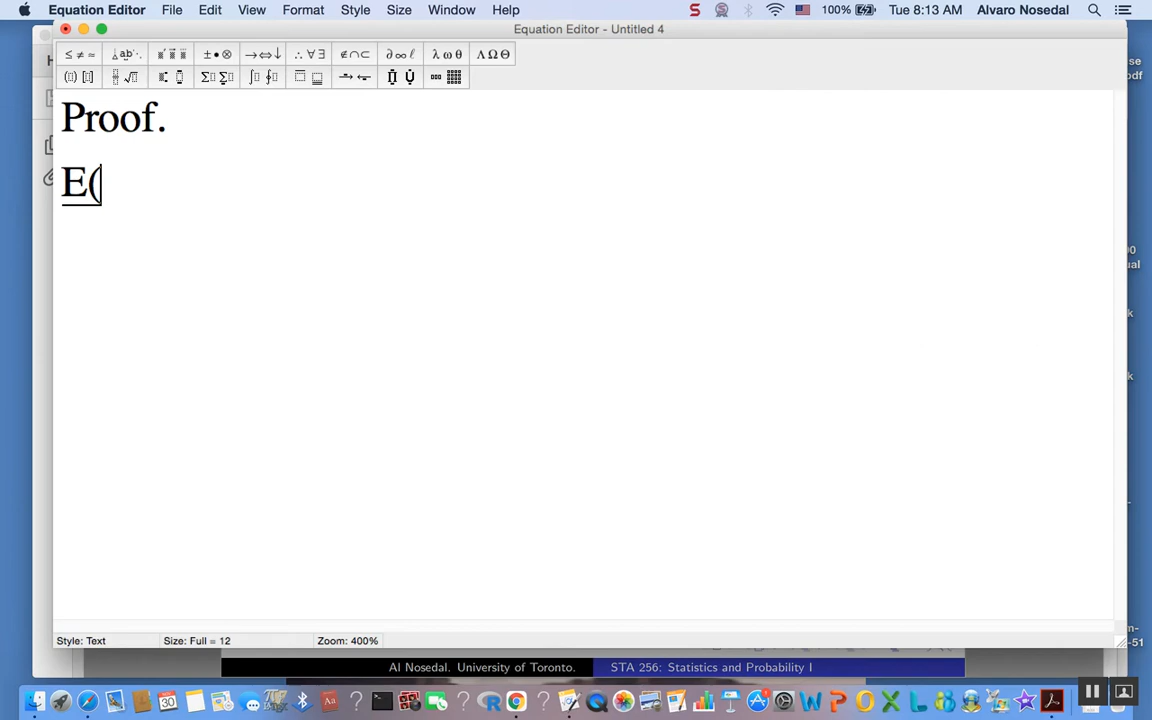 Equation Editor File Edit View Format Style Size Window Help 100% Tue 8:13 AM Alvaro Nosedal
Equation Editor - Untitled 4
≤ ≠ ≈ ± • ⊗ → ⇔ ↓ ∴ ∀ ∃ ∉ ∩ ⊂ ∂ ∞ ℓ λ ω θ Λ Ω Θ
Proof.
E(
Style: Text Size: Full = 12 Zoom: 400%
Al Nosedal. University of Toronto. STA 256: Statistics and Probability I